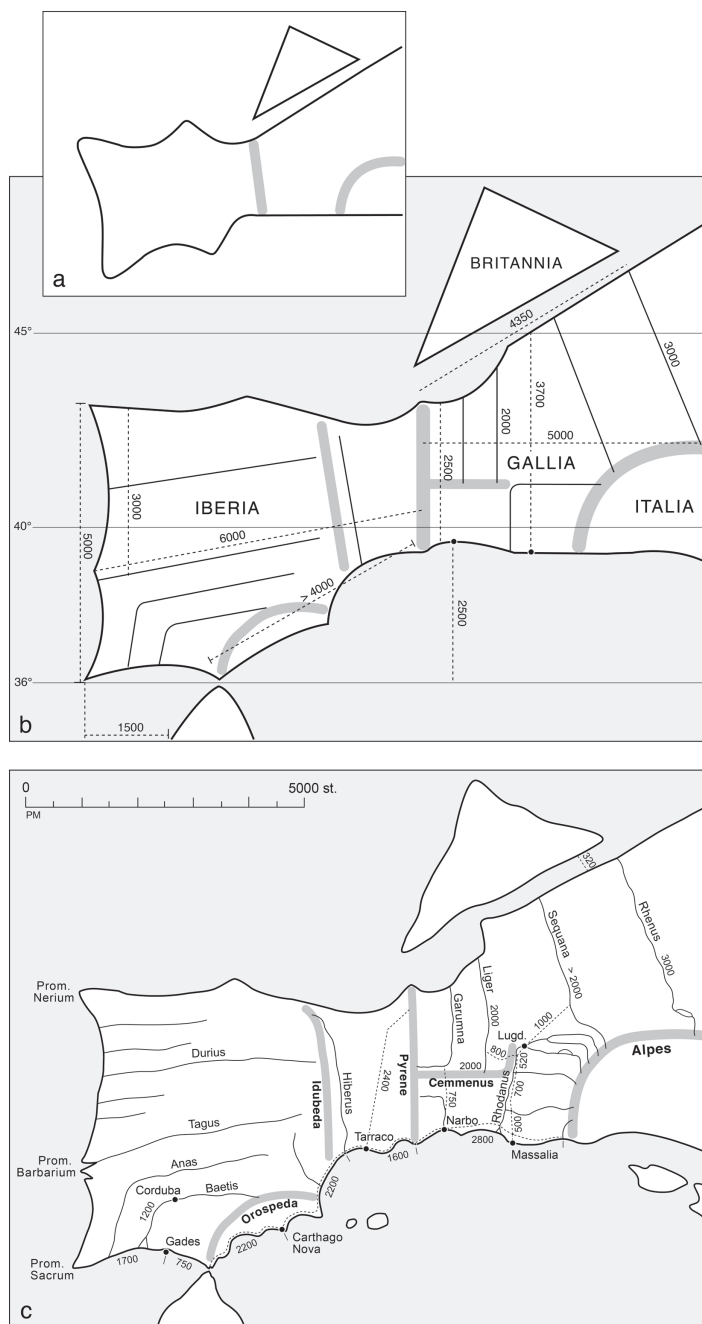 a
BRITANNIA
45°
4350
3000
3700
2000
5000
2500
GALLIA
3000
IBERIA
ITALIA
40°
6000
5000
> 4000
2500
36°
1500
b
0
5000 st.
PM
320
Rhenus
Sequana
3000
> 2000
Prom.
Nerium
Liger
Garumna
2000
1000
Lugd.
Durius
800
520
Alpes
Idubeda
Hiberus
2400
Pyrene
2000
Cemmenus
700
750
Rhodanus
Tagus
Narbo
500
Tarraco
1600
2800
Massalia
Prom.
Barbarium
Anas
2200
Corduba
Baetis
1200
Orospeda
Gades
Carthago
Nova
2200
Prom.
Sacrum
1700
750
c